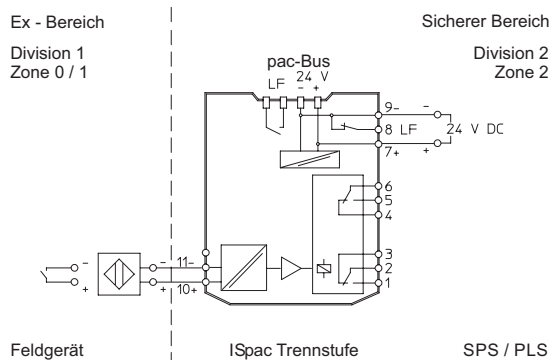 Ex - Bereich
Sicherer Bereich
Division 1
Zone 0 / 1
Division 2
Zone 2
pac-Bus
LF 24 V
- +
9- -
8 LF 24 V DC
7+ +
6
5
4
3
2
1
- - 11-
+ + 10+
Feldgerät
ISpac Trennstufe
SPS / PLS